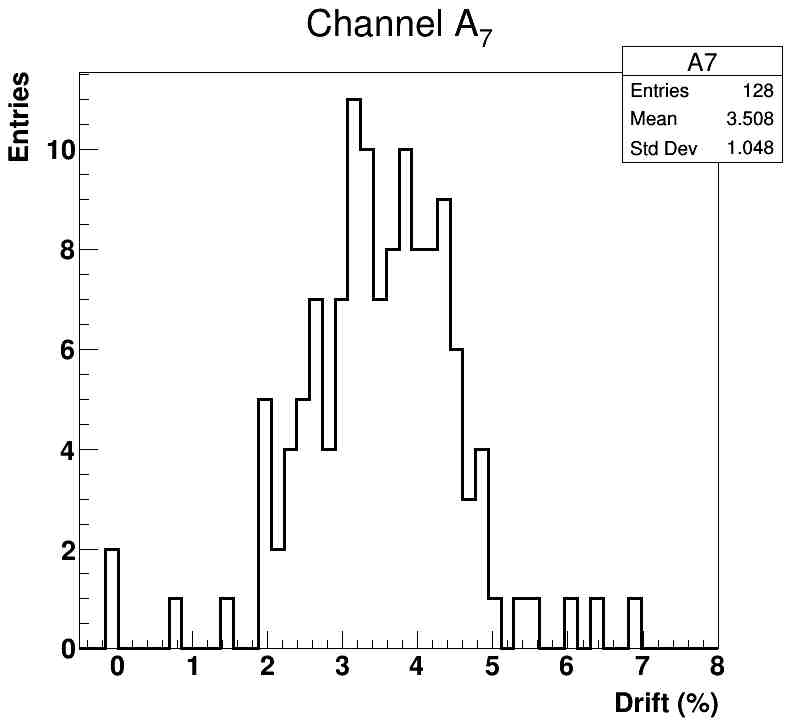 Channel A7
A7
Entries 128
Mean 3.508
Std Dev 1.048
Entries
10
8
6
4
2
0
0 1 2 3 4 5 6 7 8
Drift (%)